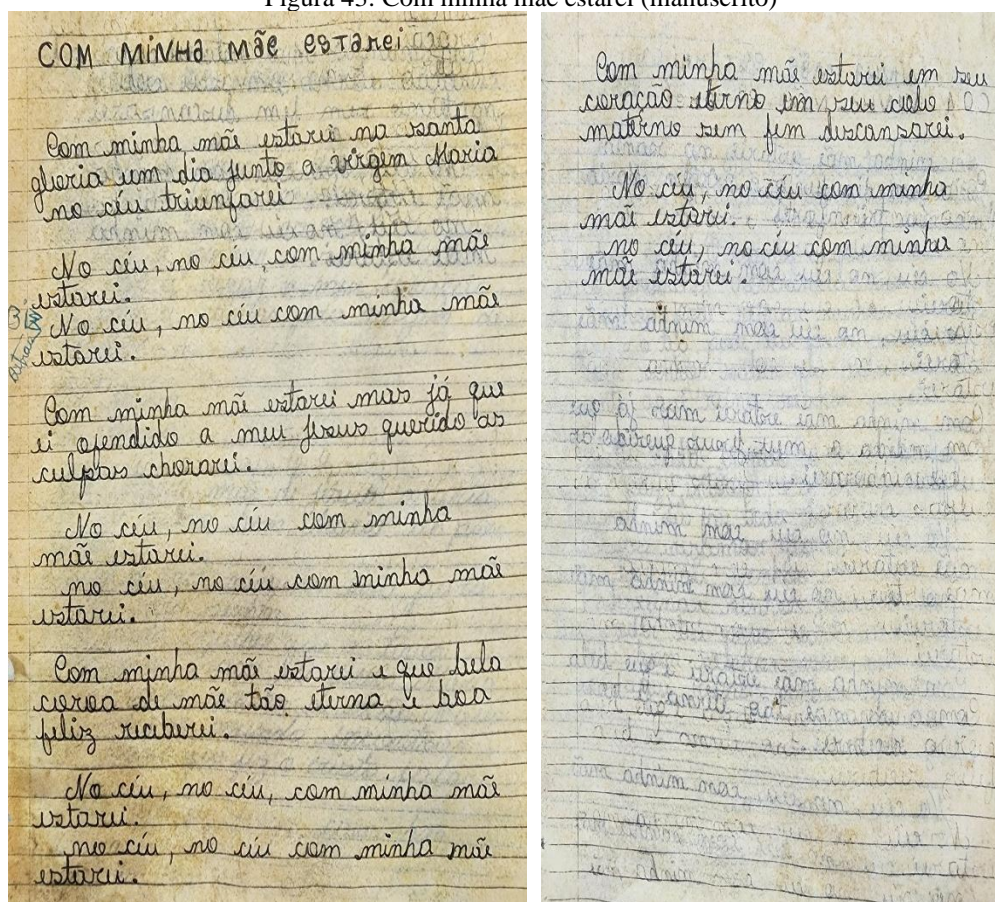 Figura 43: Com minha mãe estarei (manuscrito)
COM MINHA Mãe esTarei
Com minha mãe estarei na santa
gloria um dia junto a virgem Maria
no céu triunfarei.
No céu, no céu, com minha mãe
estarei.
No céu, no céu com minha mãe
estarei.
Com minha mãe estarei mas já que
ei ofendido a meu Jesus querido as
culpas chorarei.
No céu, no céu com minha
mãe estarei.
no céu, no céu com minha mãe
estarei.
Com minha mãe estarei e que bela
coroa de mãe tão eterna e boa
feliz receberei.
No céu, no céu, com minha mãe
estarei.
no céu, no céu com minha mãe
estarei.
Com minha mãe estarei em seu
coração eterno em seu colo
materno sem fim descansarei.
No céu, no céu com minha
mãe estarei.
no céu, no céu com minha
mãe estarei.